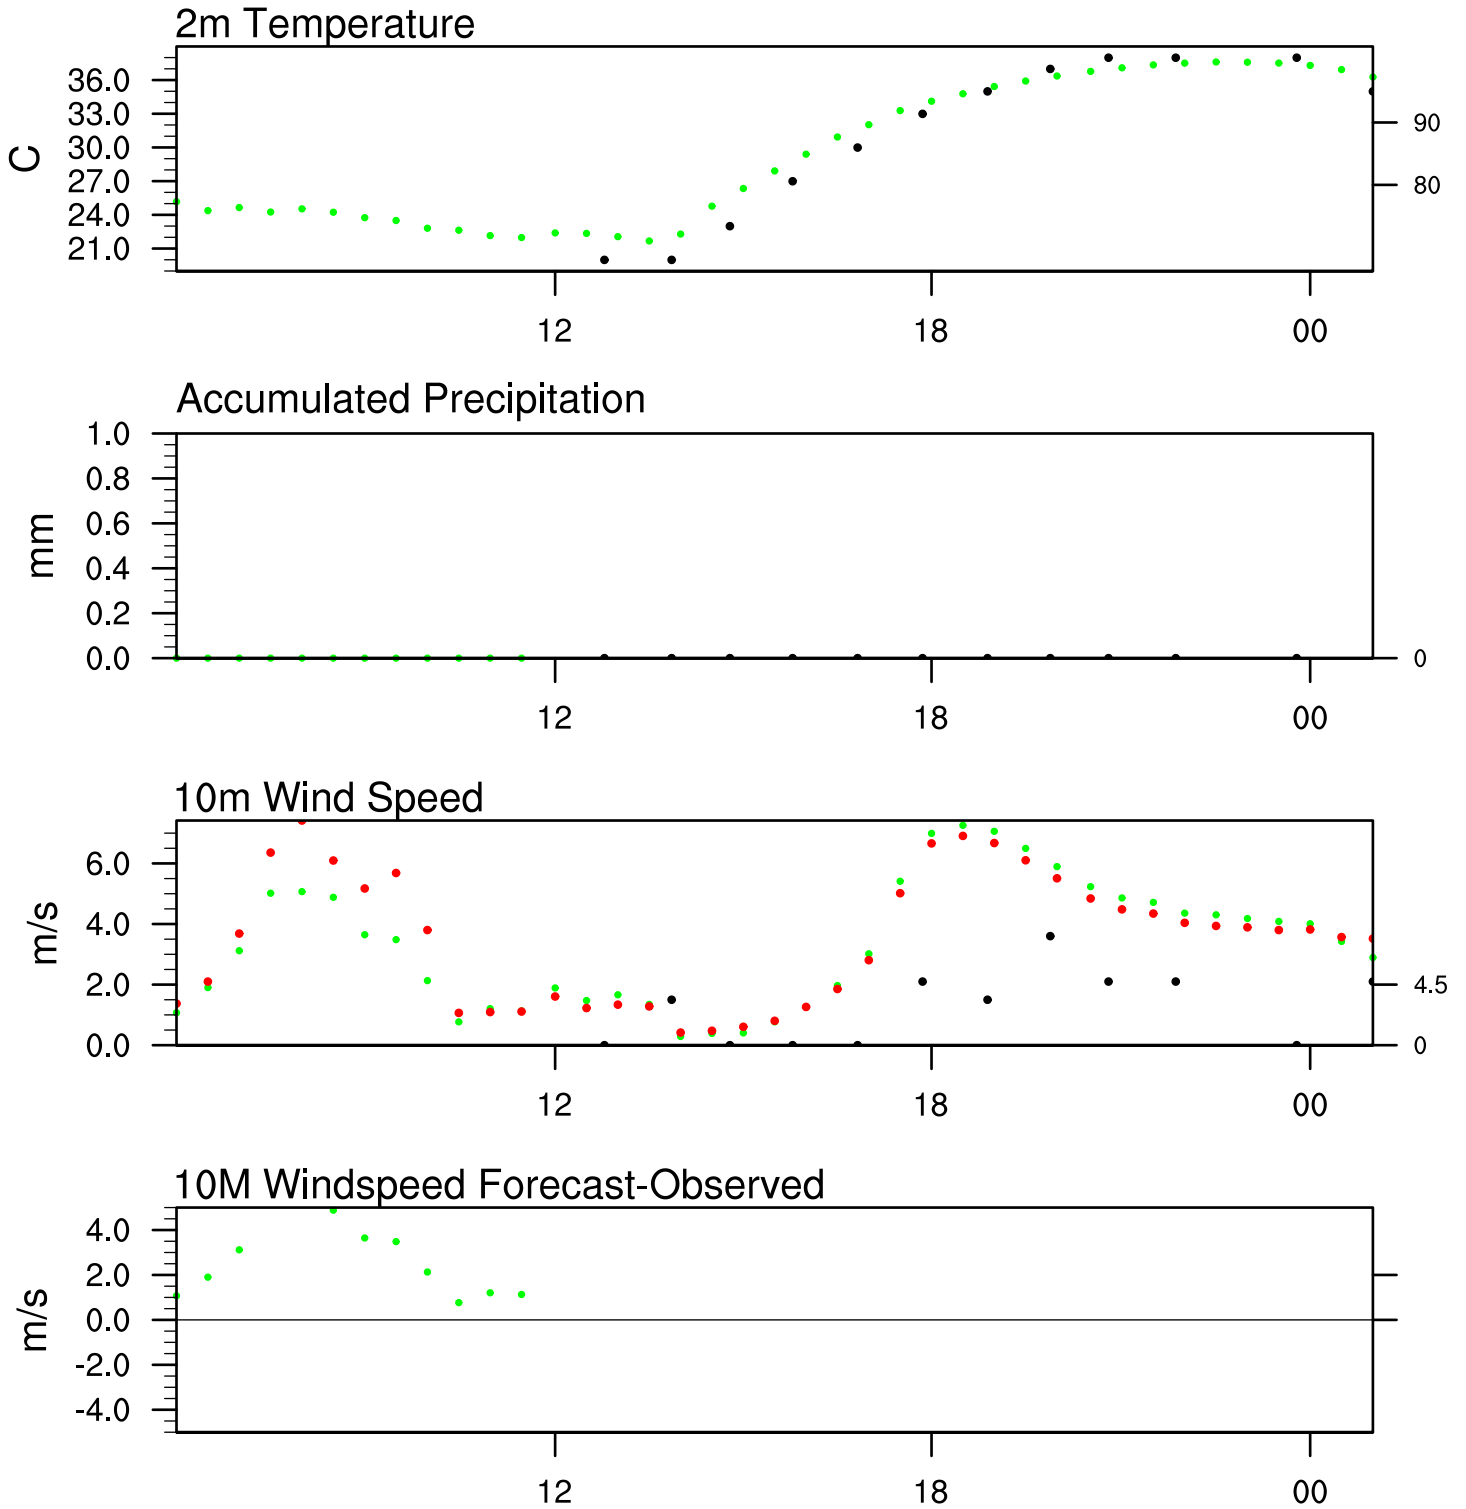 2m Temperature
36.0
33.0
30.0
27.0
24.0
21.0
C
90
80
12 18 00
Accumulated Precipitation
1.0
0.8
0.6
0.4
0.2
0.0
mm
0
12 18 00
10m Wind Speed
6.0
4.0
2.0
0.0
m/s
4.5
0
12 18 00
10M Windspeed Forecast-Observed
4.0
2.0
0.0
-2.0
-4.0
m/s
12 18 00